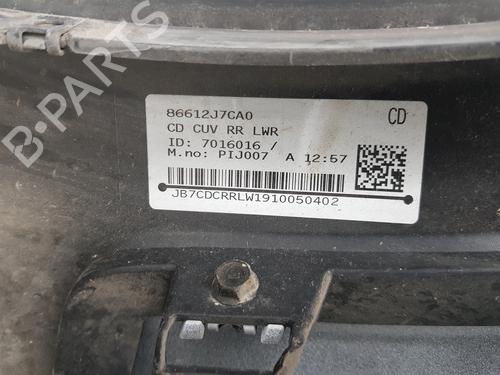 86612J7CA0
CD
CD CUV RR LWR
ID: 7016016 /
M.no: PIJ007 A 12:57
JB7CDCRRLW1910050402
B-PARTS